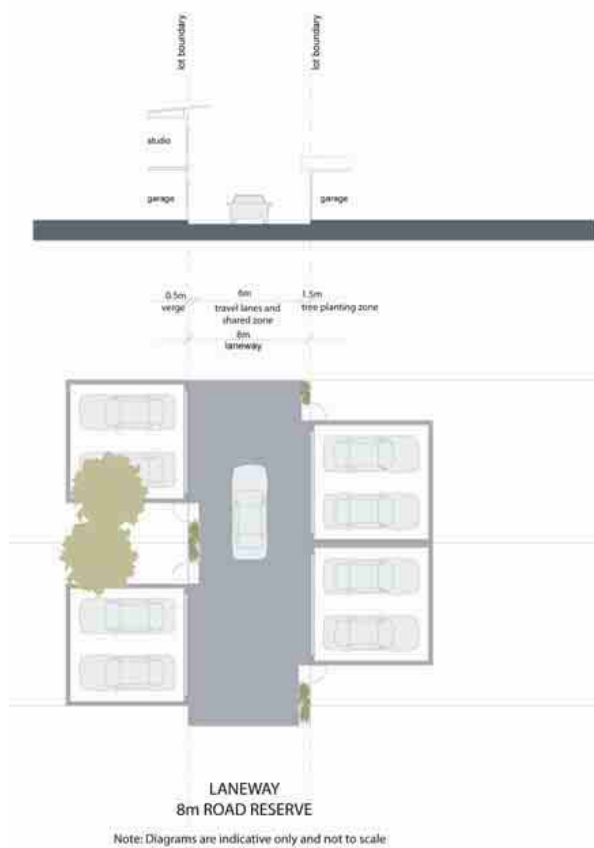 lot boundary
lot boundary
studio
garage
garage
0.5m
verge
6m
travel lanes and
shared zone
1.5m
tree planting zone
8m
laneway
LANEWAY
8m ROAD RESERVE
Note: Diagrams are indicative only and not to scale